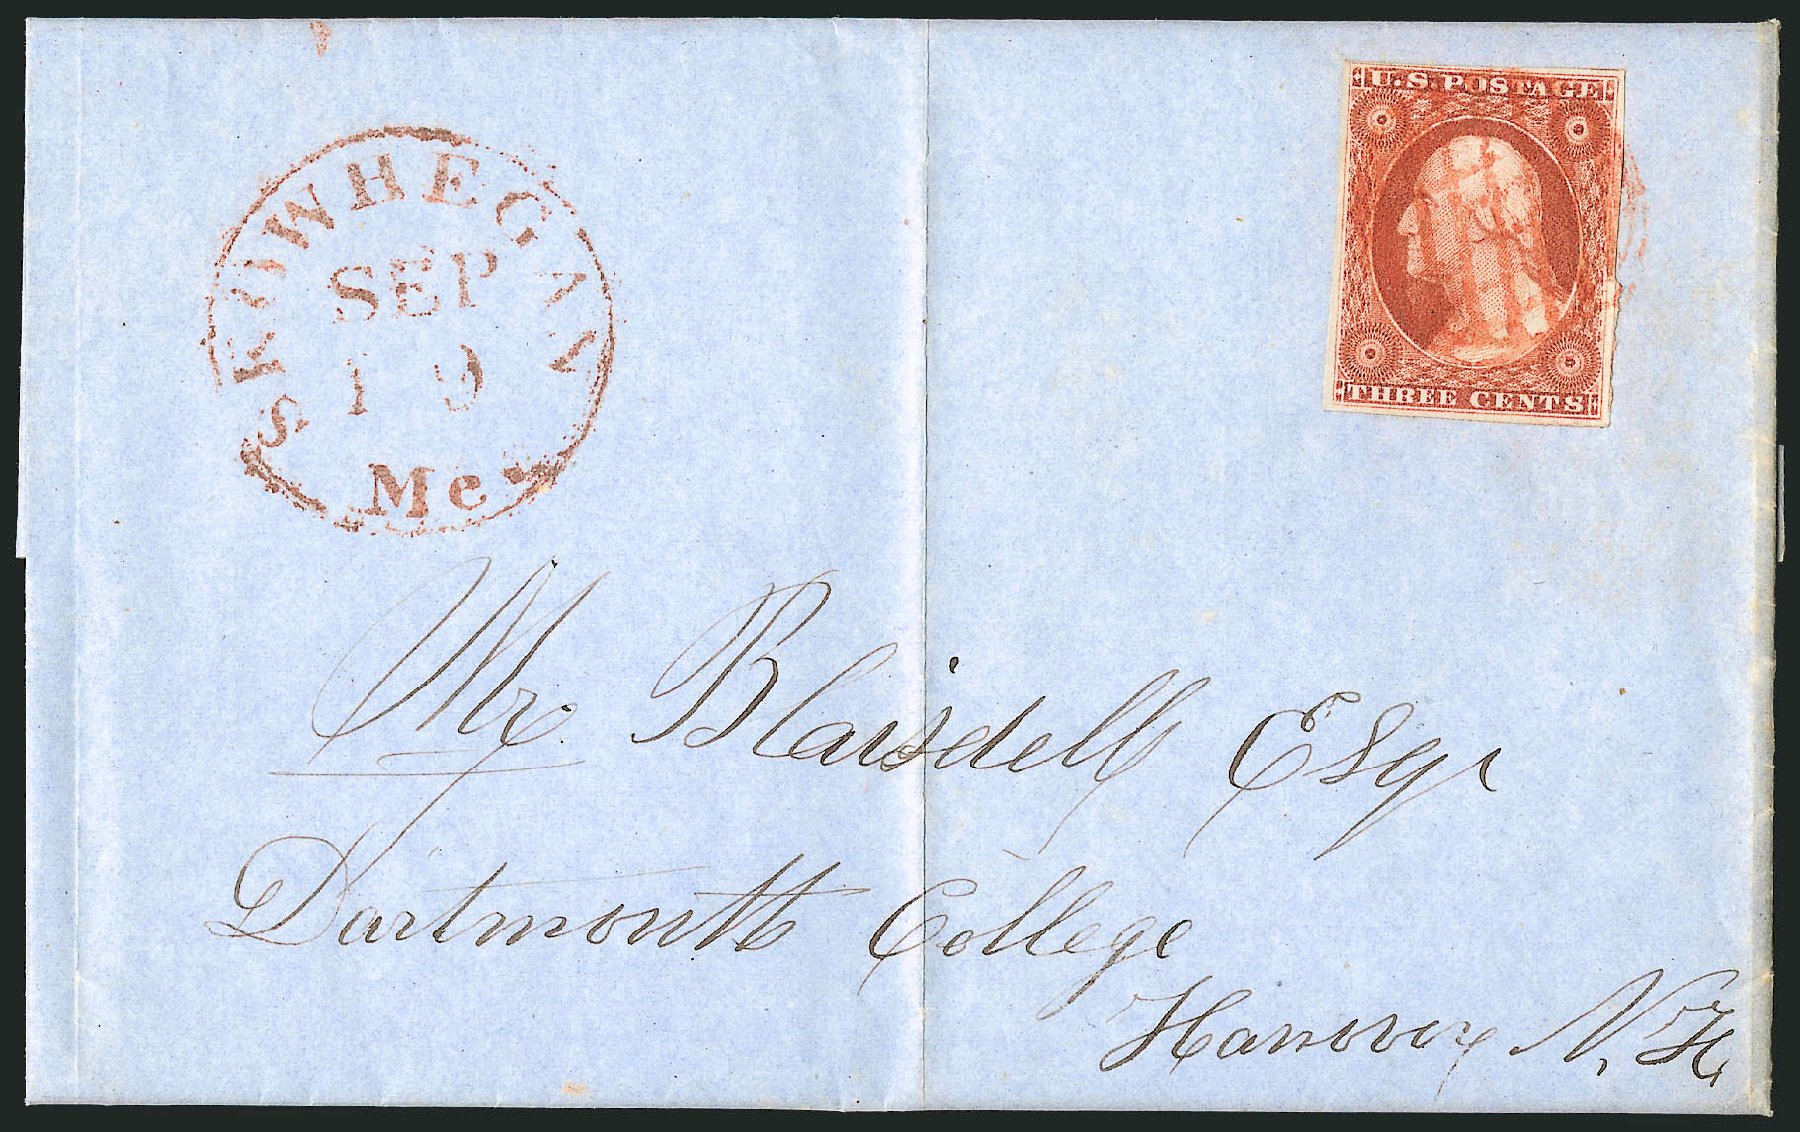 SKOWHEGAN
SEP
19
Me
U.S. POSTAGE
THREE CENTS
Mr Blaisdell Esqr
Dartmouth College
Hanover N.H.